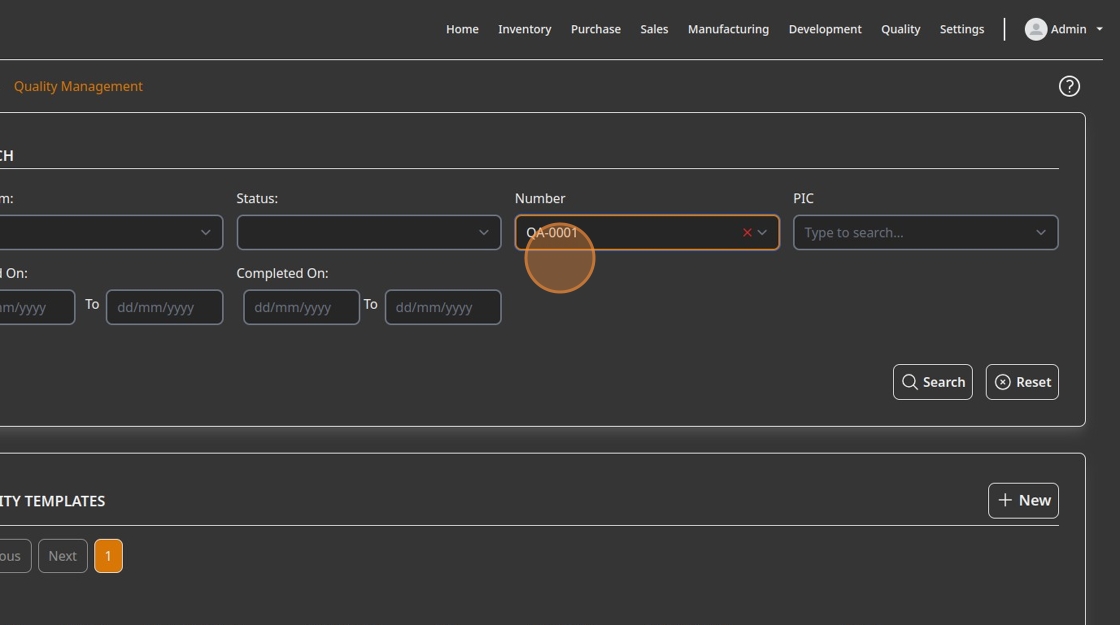 Home Inventory Purchase Sales Manufacturing Development Quality Settings Admin
Quality Management
CH
m: Status: Number PIC
QA-0001 Type to search...
d On: Completed On:
m/yyyy To dd/mm/yyyy dd/mm/yyyy To dd/mm/yyyy
Search Reset
ITY TEMPLATES New
ous Next 1